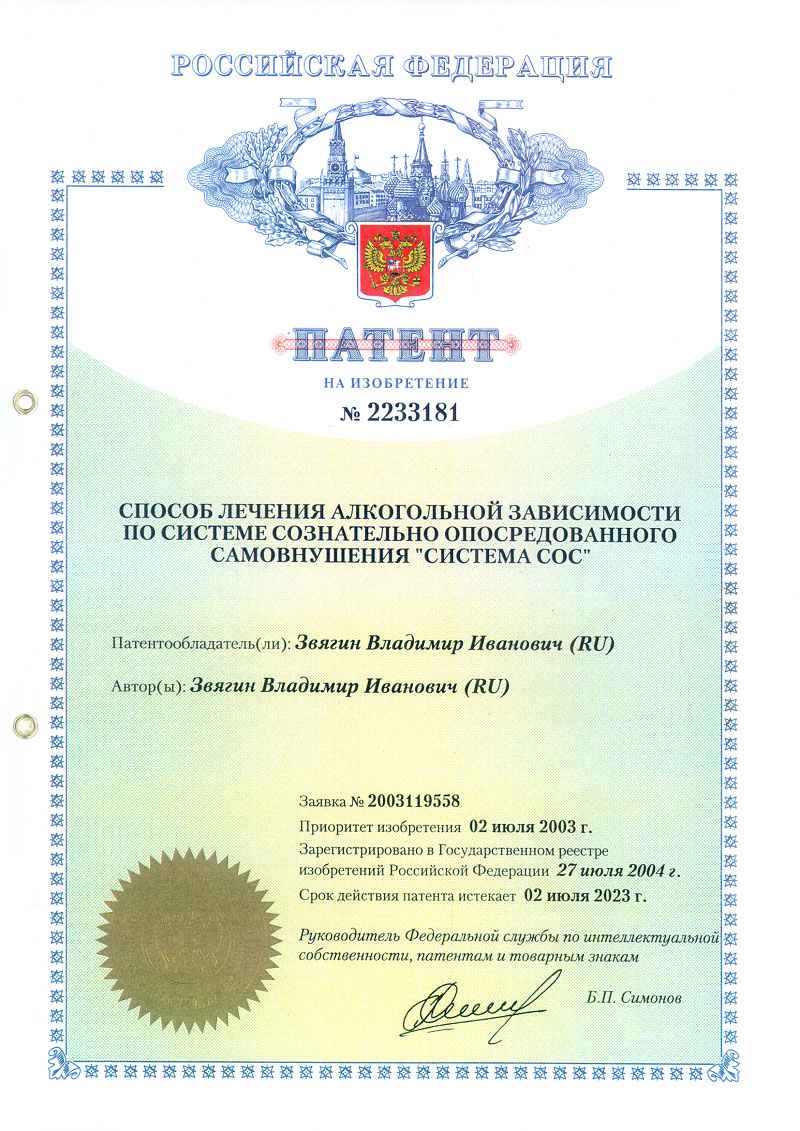 РОССИЙСКАЯ ФЕДЕРАЦИЯ
ПАТЕНТ
НА ИЗОБРЕТЕНИЕ
№ 2233181
СПОСОБ ЛЕЧЕНИЯ АЛКОГОЛЬНОЙ ЗАВИСИМОСТИ
ПО СИСТЕМЕ СОЗНАТЕЛЬНО ОПОСРЕДОВАННОГО
САМОВНУШЕНИЯ "СИСТЕМА СОС"
Патентообладатель(ли): Звягин Владимир Иванович (RU)
Автор(ы): Звягин Владимир Иванович (RU)
Заявка № 2003119558
Приоритет изобретения 02 июля 2003 г.
Зарегистрировано в Государственном реестре
изобретений Российской Федерации 27 июля 2004 г.
Срок действия патента истекает 02 июля 2023 г.
Руководитель Федеральной службы по интеллектуальной
собственности, патентам и товарным знакам
Б.П. Симонов